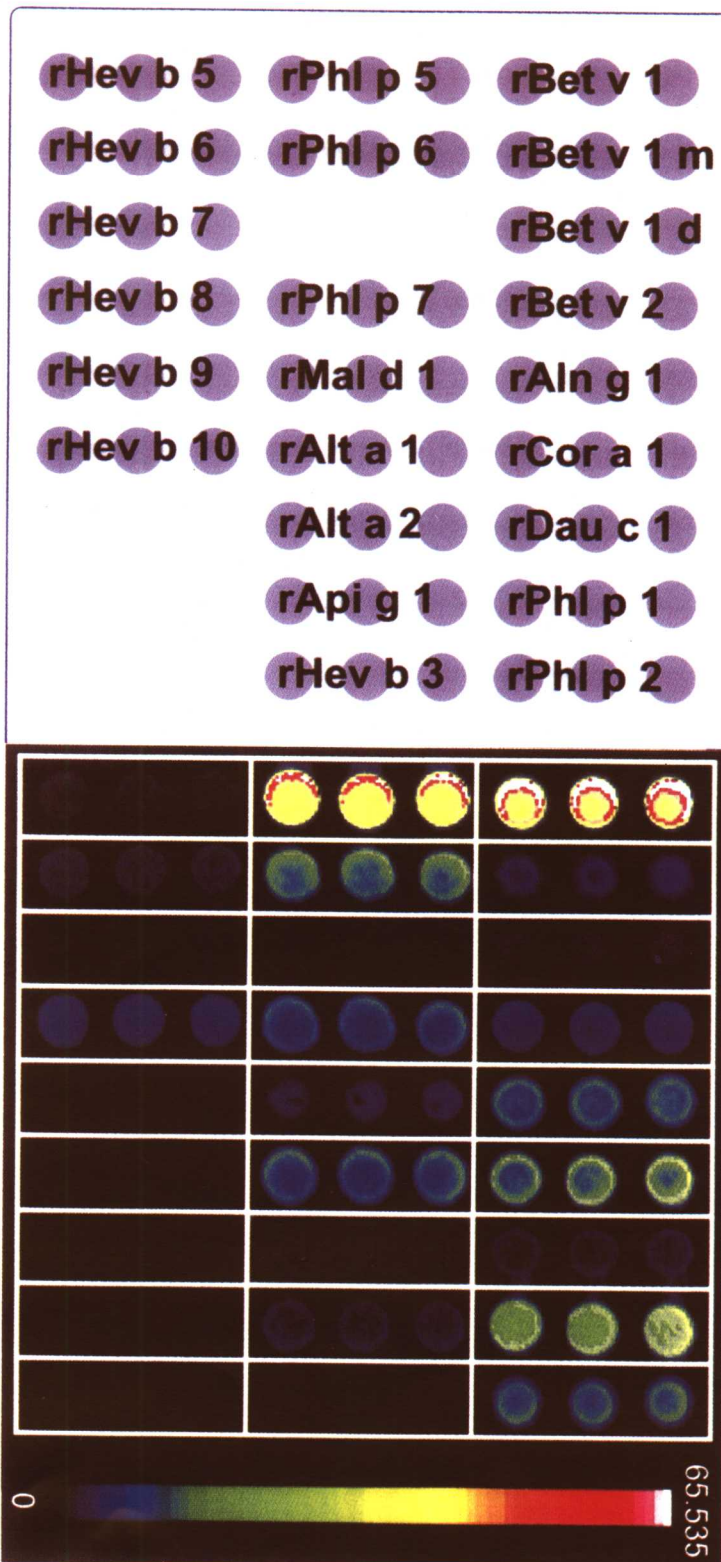 rHev b 5 rPhl p 5 rBet v 1
rHev b 6 rPhl p 6 rBet v 1 m
rHev b 7 rBet v 1 d
rHev b 8 rPhl p 7 rBet v 2
rHev b 9 rMal d 1 rAln g 1
rHev b 10 rAlt a 1 rCor a 1
rAlt a 2 rDau c 1
rApi g 1 rPhl p 1
rHev b 3 rPhl p 2
0 65.535